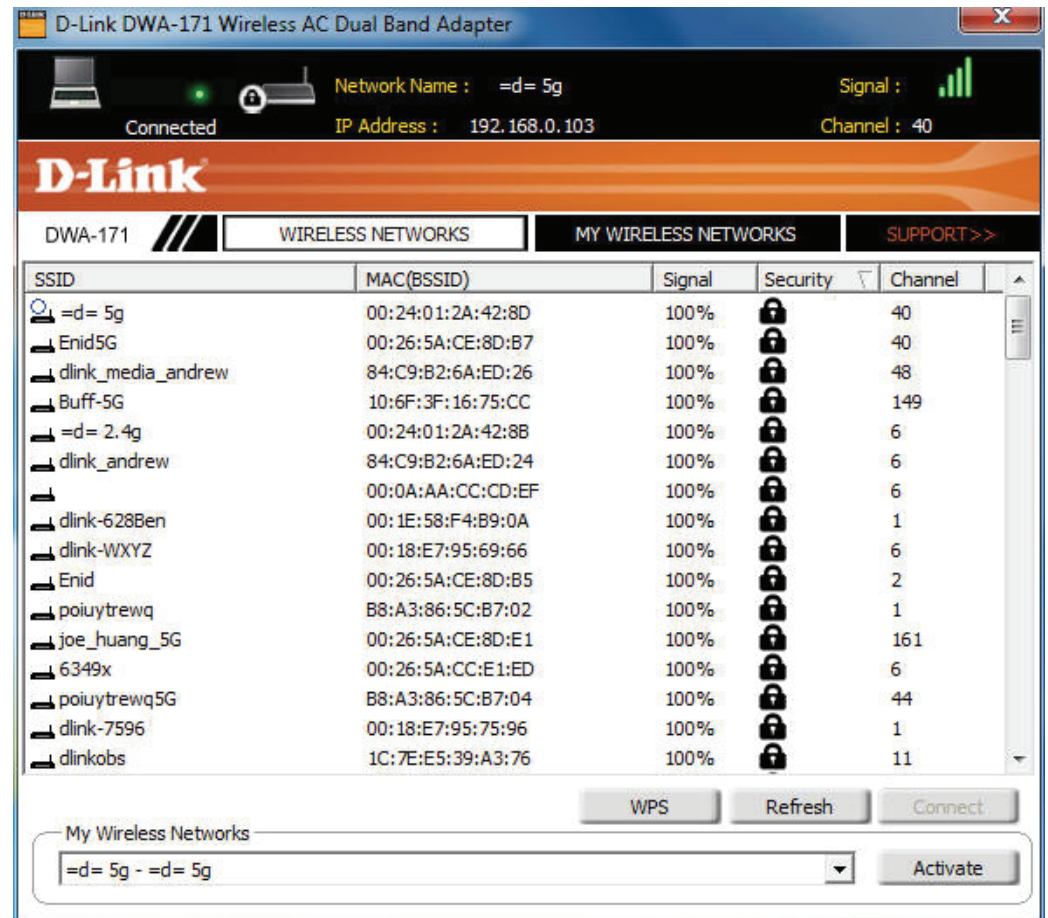 D-Link DWA-171 Wireless AC Dual Band Adapter
Network Name : =d= 5g Signal :
Connected IP Address : 192.168.0.103 Channel : 40
D-Link
DWA-171 WIRELESS NETWORKS MY WIRELESS NETWORKS SUPPORT>>
SSID MAC(BSSID) Signal Security Channel
=d= 5g 00:24:01:2A:42:8D 100% 40
Enid5G 00:26:5A:CE:8D:B7 100% 40
dlink_media_andrew 84:C9:B2:6A:ED:26 100% 48
Buff-5G 10:6F:3F:16:75:CC 100% 149
=d= 2.4g 00:24:01:2A:42:8B 100% 6
dlink_andrew 84:C9:B2:6A:ED:24 100% 6
00:0A:AA:CC:CD:EF 100% 6
dlink-628Ben 00:1E:58:F4:B9:0A 100% 1
dlink-WXYZ 00:18:E7:95:69:66 100% 6
Enid 00:26:5A:CE:8D:B5 100% 2
poiuytrewq B8:A3:86:5C:B7:02 100% 1
joe_huang_5G 00:26:5A:CE:8D:E1 100% 161
6349x 00:26:5A:CC:E1:ED 100% 6
poiuytrewq5G B8:A3:86:5C:B7:04 100% 44
dlink-7596 00:18:E7:95:75:96 100% 1
dlinkobs 1C:7E:E5:39:A3:76 100% 11
WPS Refresh Connect
My Wireless Networks
=d= 5g - =d= 5g Activate